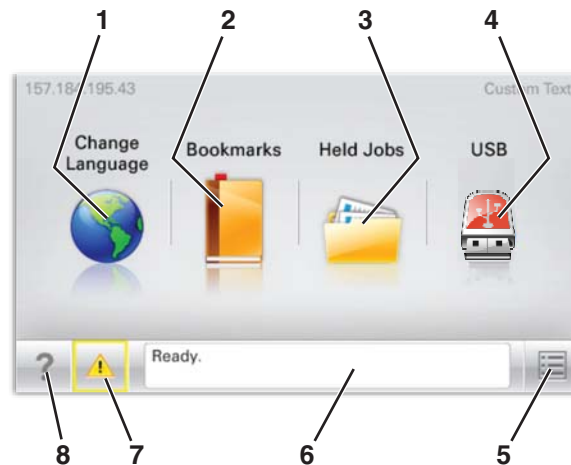 1 2 3 4
157.184.195.43 Custom Text
Change
Language
Bookmarks Held Jobs USB
?
!
Ready.
8 7 6 5